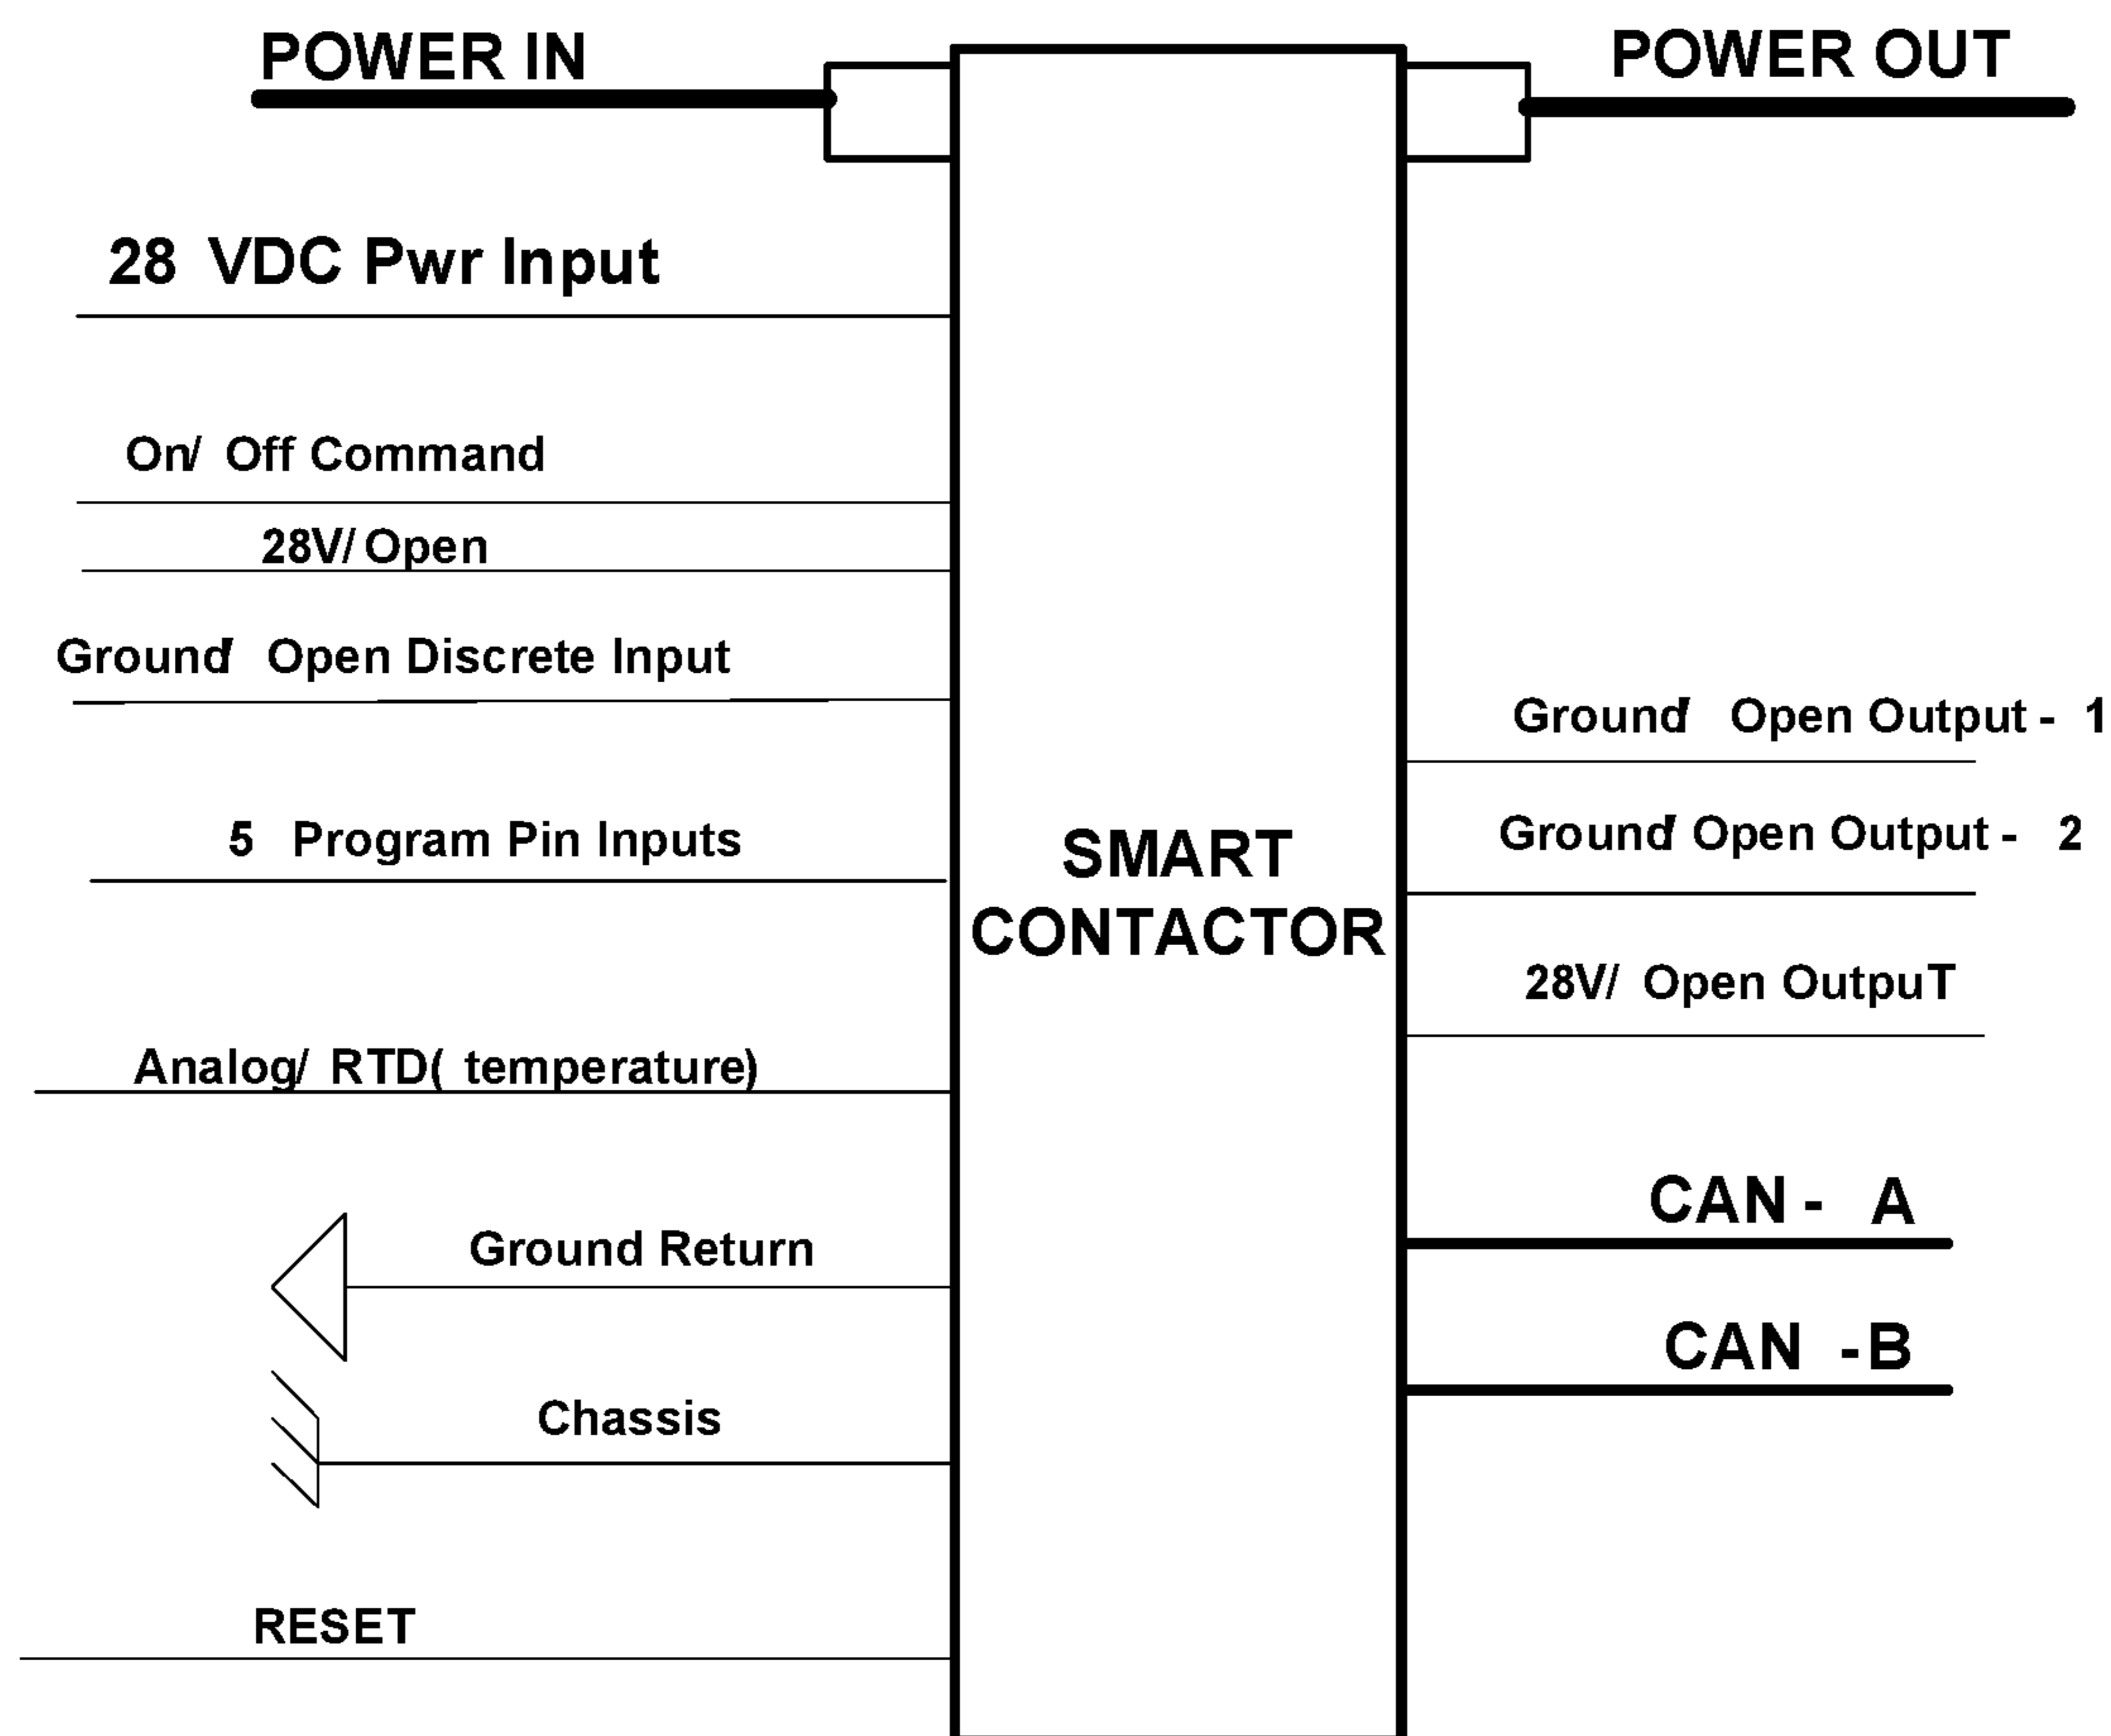 POWER IN
POWER OUT
28 VDC Pwr Input
On/ Off Command
28V/ Open
Ground/ Open Discrete Input
5 Program Pin Inputs
Analog/ RTD( temperature)
Ground Return
Chassis
RESET
SMART
CONTACTOR
Ground/ Open Output - 1
Ground/ Open Output - 2
28V/ Open OutpuT
CAN - A
CAN -B